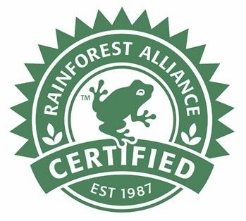 RAINFOREST ALLIANCE
TM
CERTIFIED
EST 1987